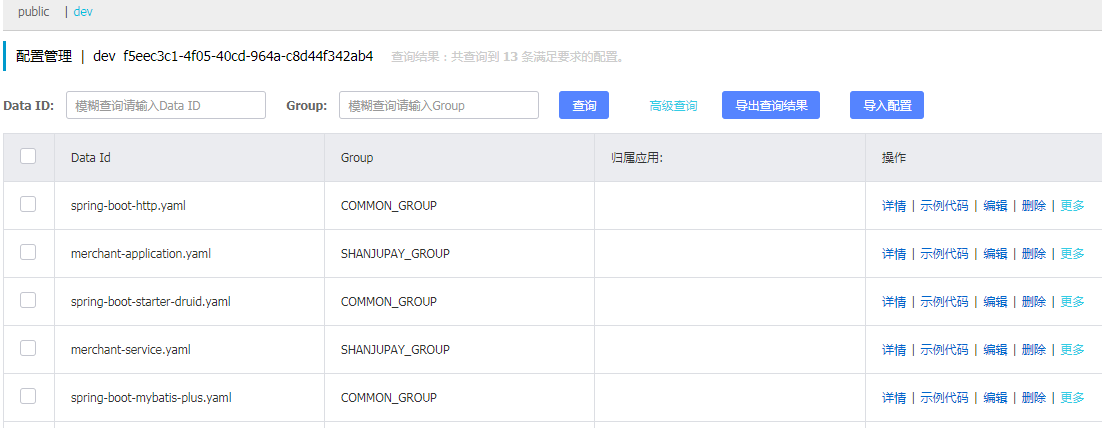 public | dev
配置管理 | dev f5eec3c1-4f05-40cd-964a-c8d44f342ab4 查询结果：共查询到 13 条满足要求的配置。
Data ID: 模糊查询请输入Data ID Group: 模糊查询请输入Group 查询 高级查询 导出查询结果 导入配置
Data Id Group 归属应用: 操作
spring-boot-http.yaml COMMON_GROUP 详情 | 示例代码 | 编辑 | 删除 | 更多
merchant-application.yaml SHANJUPAY_GROUP 详情 | 示例代码 | 编辑 | 删除 | 更多
spring-boot-starter-druid.yaml COMMON_GROUP 详情 | 示例代码 | 编辑 | 删除 | 更多
merchant-service.yaml SHANJUPAY_GROUP 详情 | 示例代码 | 编辑 | 删除 | 更多
spring-boot-mybatis-plus.yaml COMMON_GROUP 详情 | 示例代码 | 编辑 | 删除 | 更多